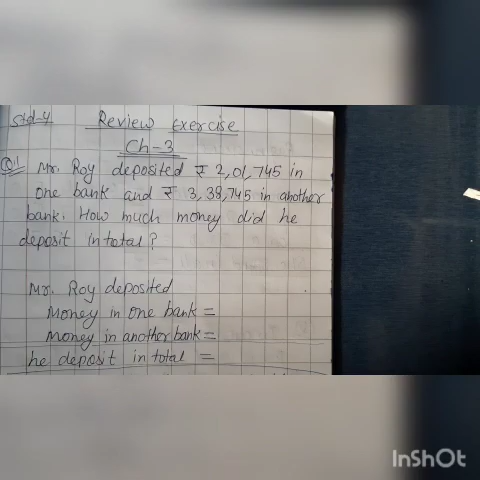 Std-4
Review Exercise
Ch-3
Q.1 Mr. Roy deposited ₹ 2,01,745 in
one bank and ₹ 3,38,745 in another
bank. How much money did he
deposit in total?
Mr. Roy deposited
Money in one bank =
Money in another bank =
he deposit in total =
InShOt